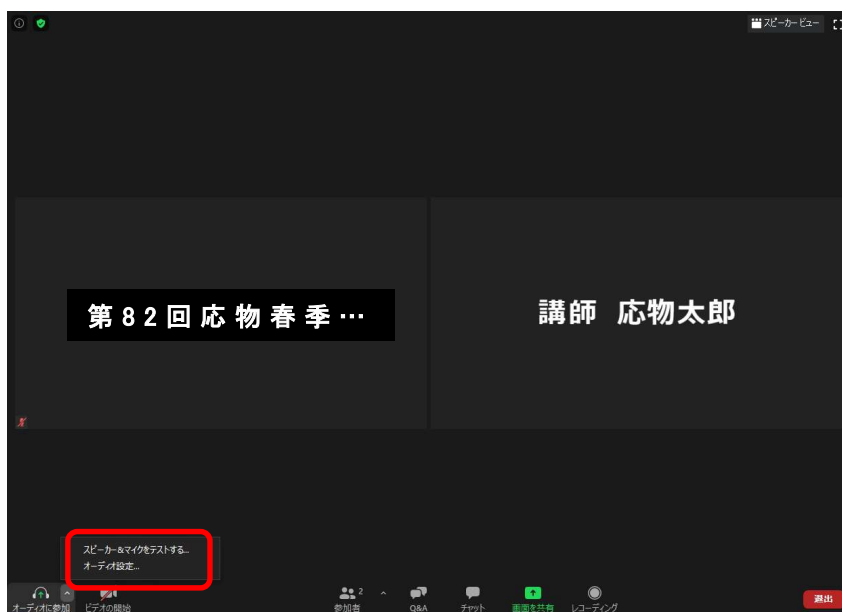 スピーカービュー
第82回応物春季…
講師 応物太郎
スピーカー&マイクをテストする...
オーディオ設定...
オーディオに参加
ビデオの開始
2
参加者
Q&A
チャット
画面を共有
レコーディング
退出